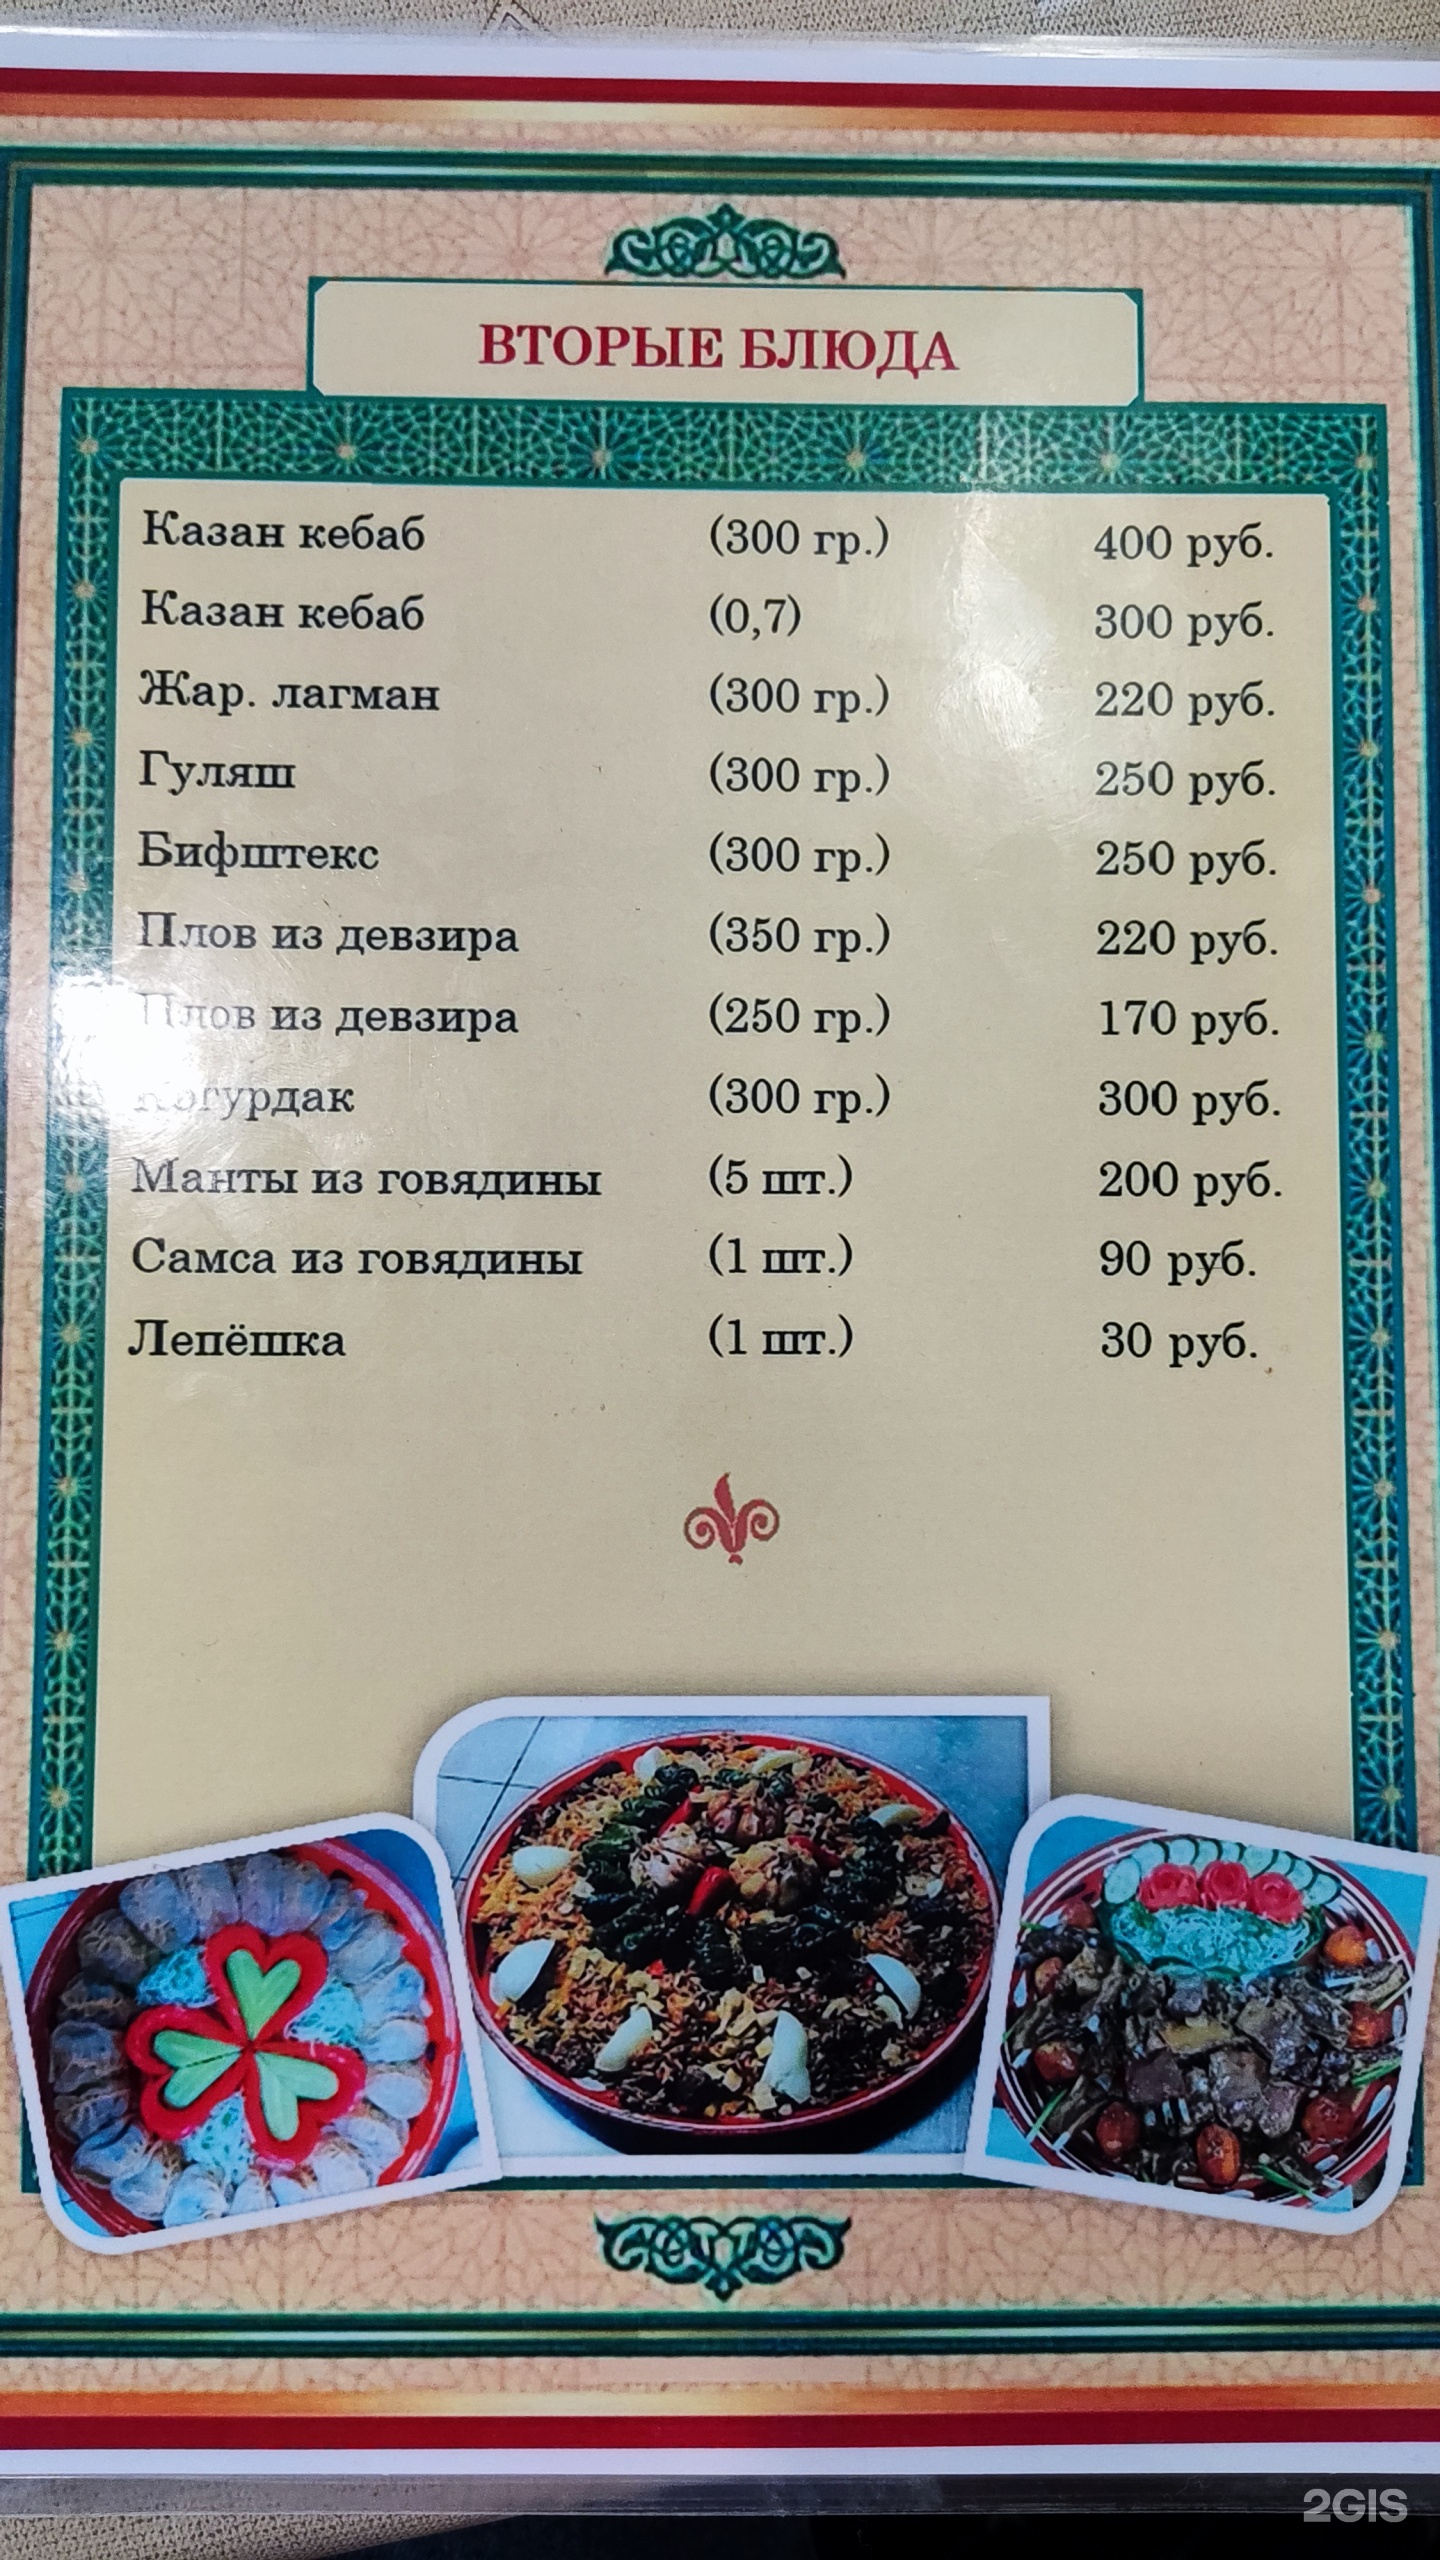 ВТОРЫЕ БЛЮДА
Казан кебаб (300 гр.) 400 руб.
Казан кебаб (0,7) 300 руб.
Жар. лагман (300 гр.) 220 руб.
Гуляш (300 гр.) 250 руб.
Бифштекс (300 гр.) 250 руб.
Плов из девзира (350 гр.) 220 руб.
Плов из девзира (250 гр.) 170 руб.
(300 гр.) 300 руб.
Манты из говядины (5 шт.) 200 руб.
Самса из говядины (1 шт.) 90 руб.
Лепёшка (1 шт.) 30 руб.
2GIS